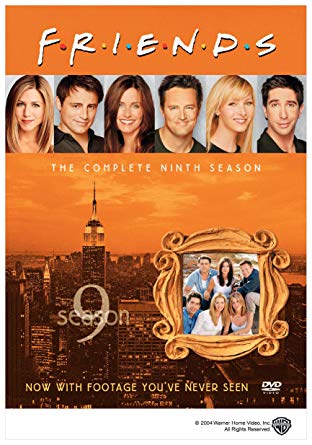 F·R·I·E·N·D·S
THE COMPLETE NINTH SEASON
9
season
NOW WITH FOOTAGE YOU'VE NEVER SEEN
DVD
VIDEO
© 2004 Warner Home Video, Inc.
All Rights Reserved.